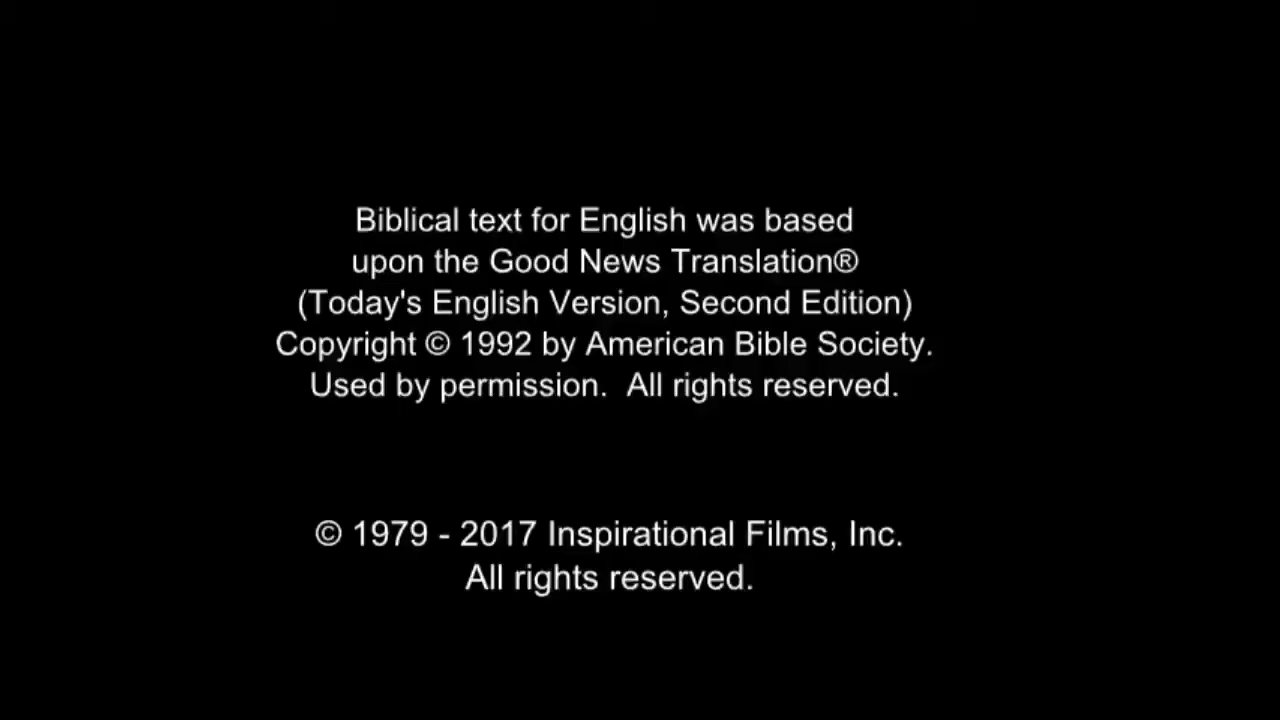 Biblical text for English was based
upon the Good News Translation®
(Today's English Version, Second Edition)
Copyright © 1992 by American Bible Society.
Used by permission.  All rights reserved.
© 1979 - 2017 Inspirational Films, Inc.
All rights reserved.